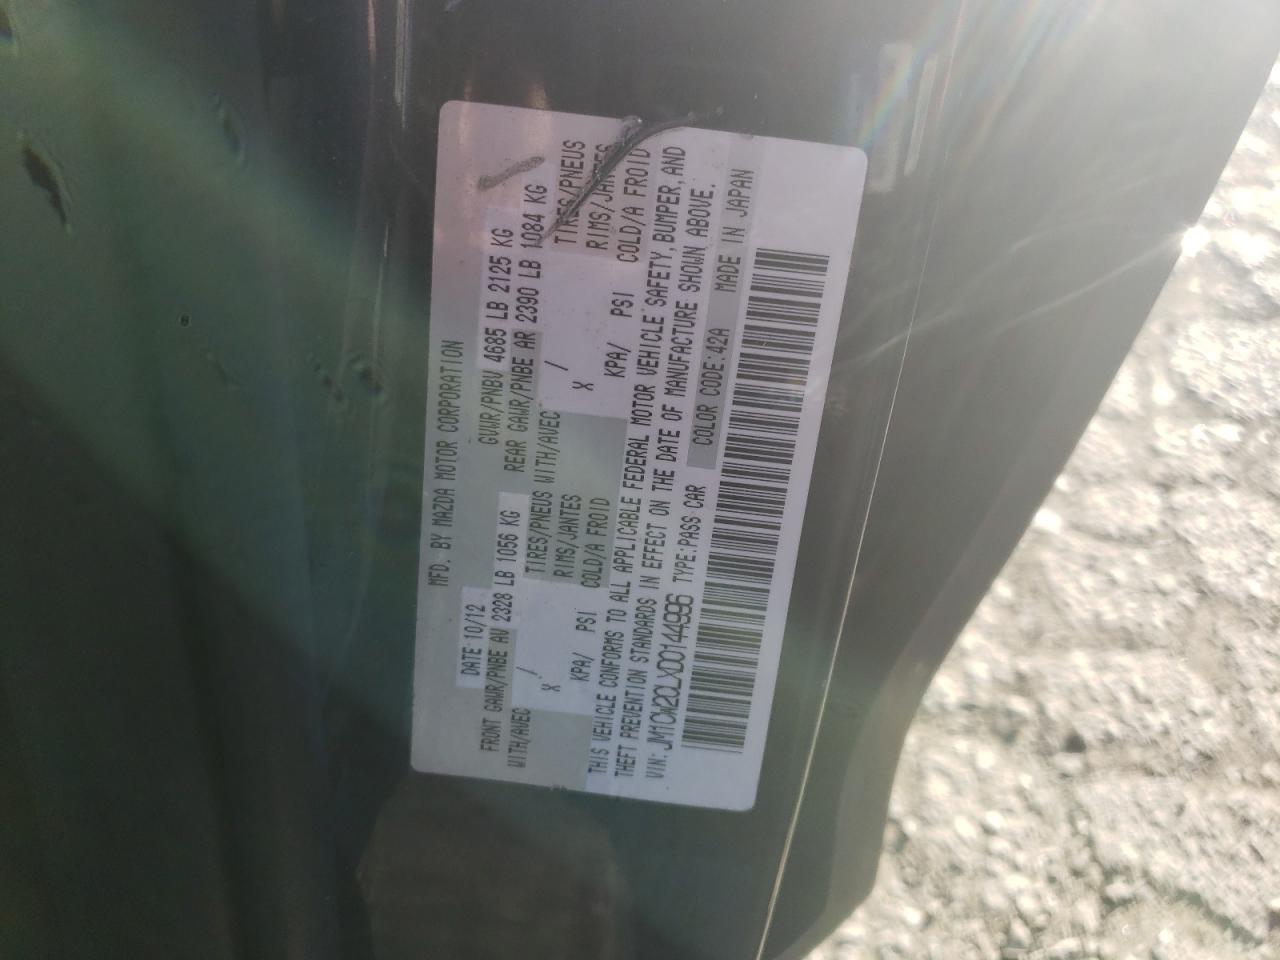 MFD. BY MAZDA MOTOR CORPORATION
DATE 10/12 GVWR/PNBV 4685 LB 2125 KG
FRONT GAWR/PNBE AV 2328 LB 1056 KG REAR GAWR/PNBE AR 2390 LB 1084 KG
WITH/AVEC TIRES/PNEUS WITH/AVEC TIRES/PNEUS
X / RIMS/JANTES X / RIMS/JANTES
KPA/ PSI COLD/A FROID KPA/ PSI COLD/A FROID
THIS VEHICLE CONFORMS TO ALL APPLICABLE FEDERAL MOTOR VEHICLE SAFETY, BUMPER, AND
THEFT PREVENTION STANDARDS IN EFFECT ON THE DATE OF MANUFACTURE SHOWN ABOVE.
VIN: JM1CW2CLXD0144996 TYPE:PASS CAR COLOR CODE:42A MADE IN JAPAN